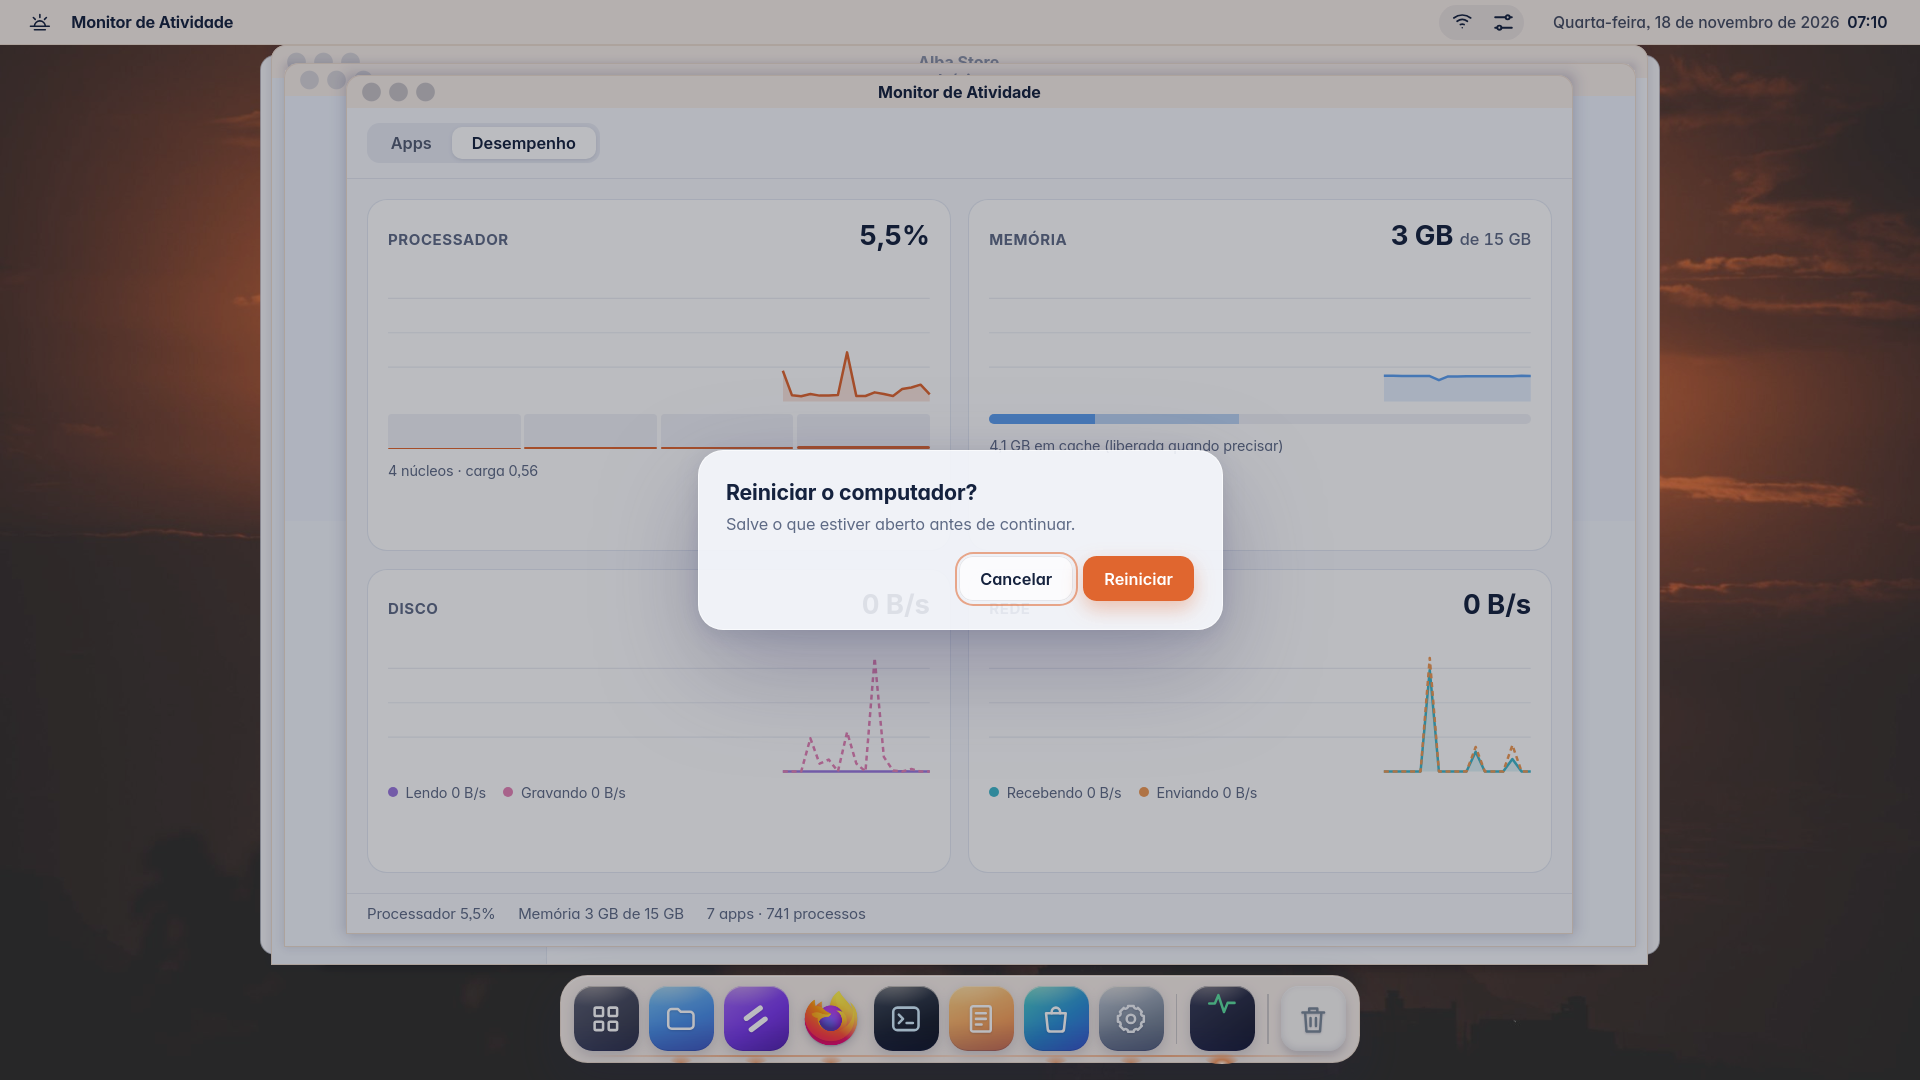 Monitor de Atividade
Quarta-feira, 18 de novembro de 2026 07:10
Alba Store
Monitor de Atividade
Apps
Desempenho
PROCESSADOR
5,5%
4 núcleos · carga 0,56
MEMÓRIA
3 GB de 15 GB
4,1 GB em cache (liberada quando precisar)
Reiniciar o computador?
Salve o que estiver aberto antes de continuar.
Cancelar
Reiniciar
DISCO
0 B/s
Lendo 0 B/s
Gravando 0 B/s
REDE
0 B/s
Recebendo 0 B/s
Enviando 0 B/s
Processador 5,5%
Memória 3 GB de 15 GB
7 apps · 741 processos